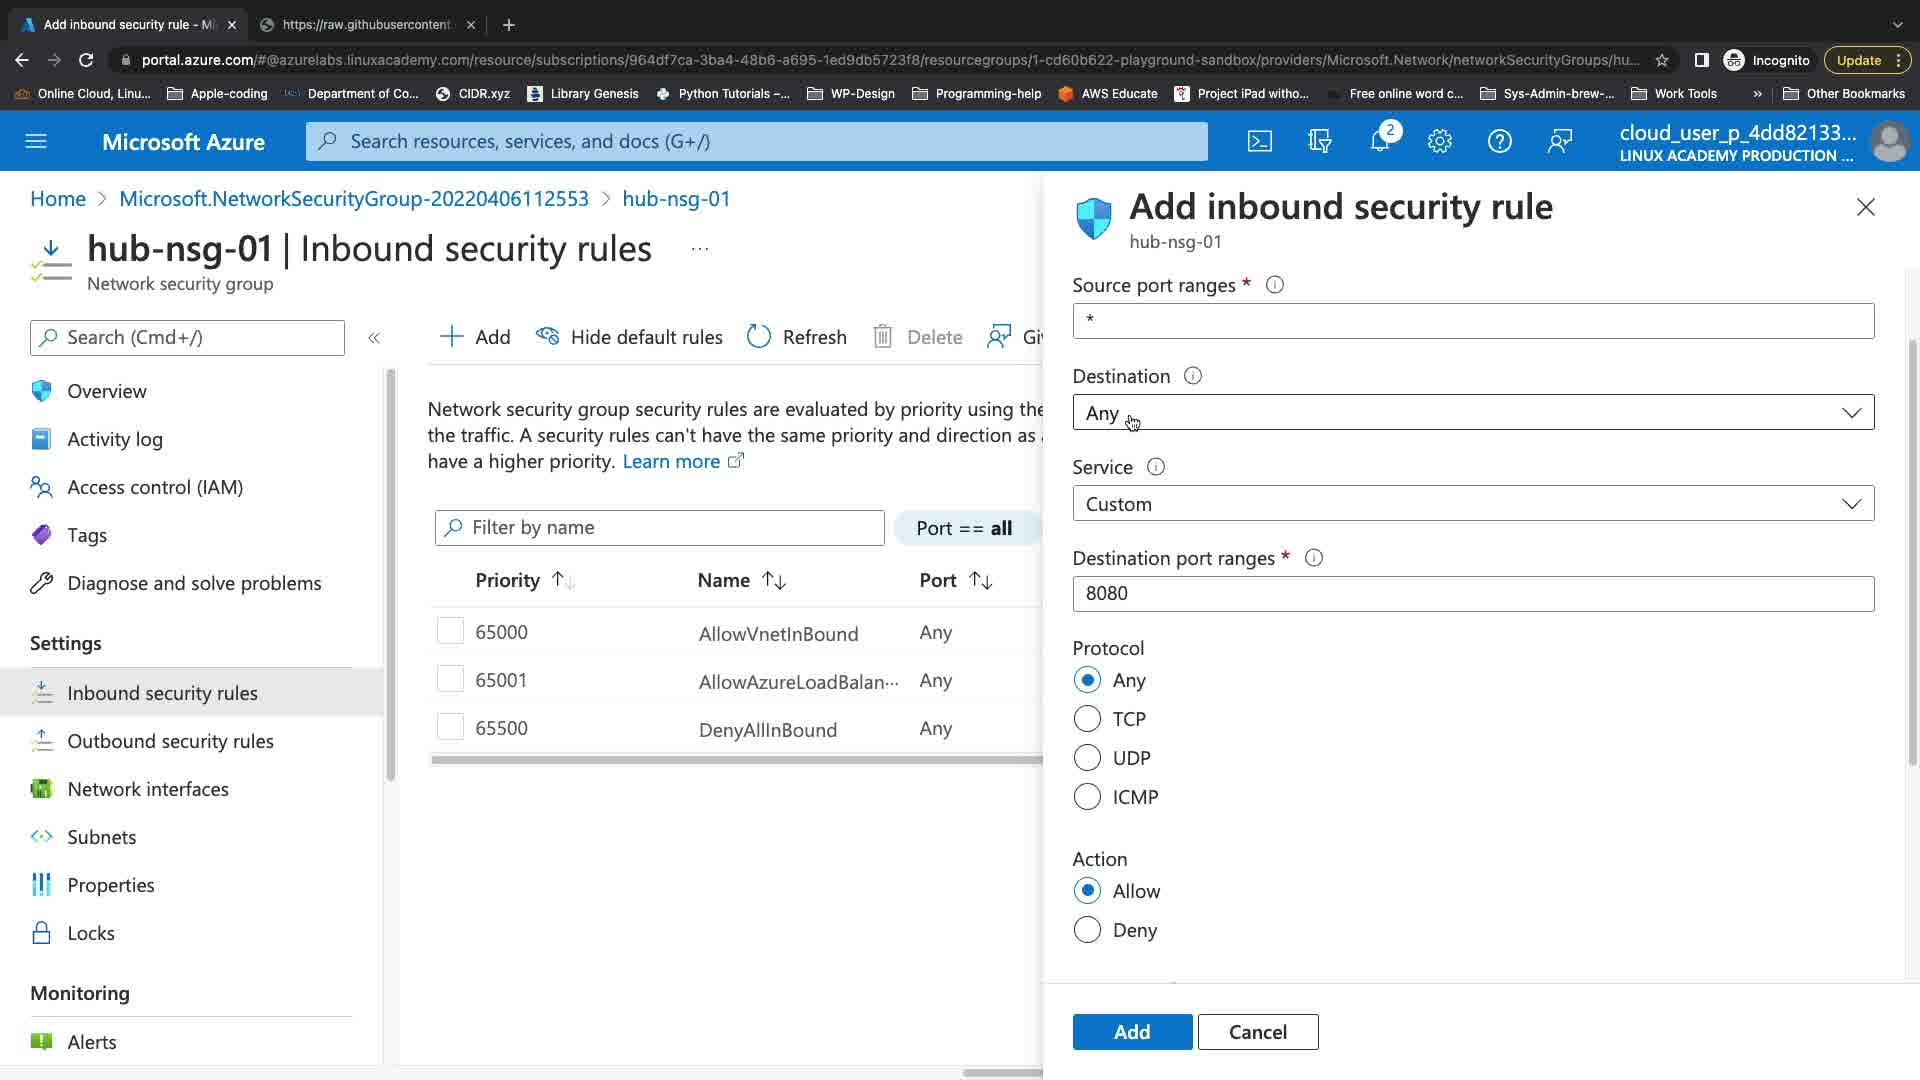 Add inbound security rule - Mi
https://raw.githubusercontent.
portal.azure.com/#@azurelabs.linuxacademy.com/resource/subscriptions/964df7ca-3ba4-48b6-a695-1ed9db5723f8/resourcegroups/1-cd60b622-playground-sandbox/providers/Microsoft.Network/networkSecurityGroups/hu...
Incognito
Update
Online Cloud, Linu...
Apple-coding
Department of Co...
CIDR.xyz
Library Genesis
Python Tutorials –...
WP-Design
Programming-help
AWS Educate
Project iPad witho...
Free online word c...
Sys-Admin-brew-...
Work Tools
»
Other Bookmarks
Microsoft Azure
Search resources, services, and docs (G+/)
2
cloud_user_p_4dd82133...
LINUX ACADEMY PRODUCTION ...
Home > Microsoft.NetworkSecurityGroup-20220406112553 > hub-nsg-01
hub-nsg-01 | Inbound security rules ...
Network security group
Search (Cmd+/)
«
Overview
Activity log
Access control (IAM)
Tags
Diagnose and solve problems
Settings
Inbound security rules
Outbound security rules
Network interfaces
Subnets
Properties
Locks
Monitoring
Alerts
Add
Hide default rules
Refresh
Delete
Gi
Network security group security rules are evaluated by priority using the
the traffic. A security rules can't have the same priority and direction as
have a higher priority. Learn more
Filter by name
Port == all
Priority Name Port
65000 AllowVnetInBound Any
65001 AllowAzureLoadBalan... Any
65500 DenyAllInBound Any
Add inbound security rule
hub-nsg-01
Source port ranges *
*
Destination
Any
Service
Custom
Destination port ranges *
8080
Protocol
Any
TCP
UDP
ICMP
Action
Allow
Deny
Add
Cancel